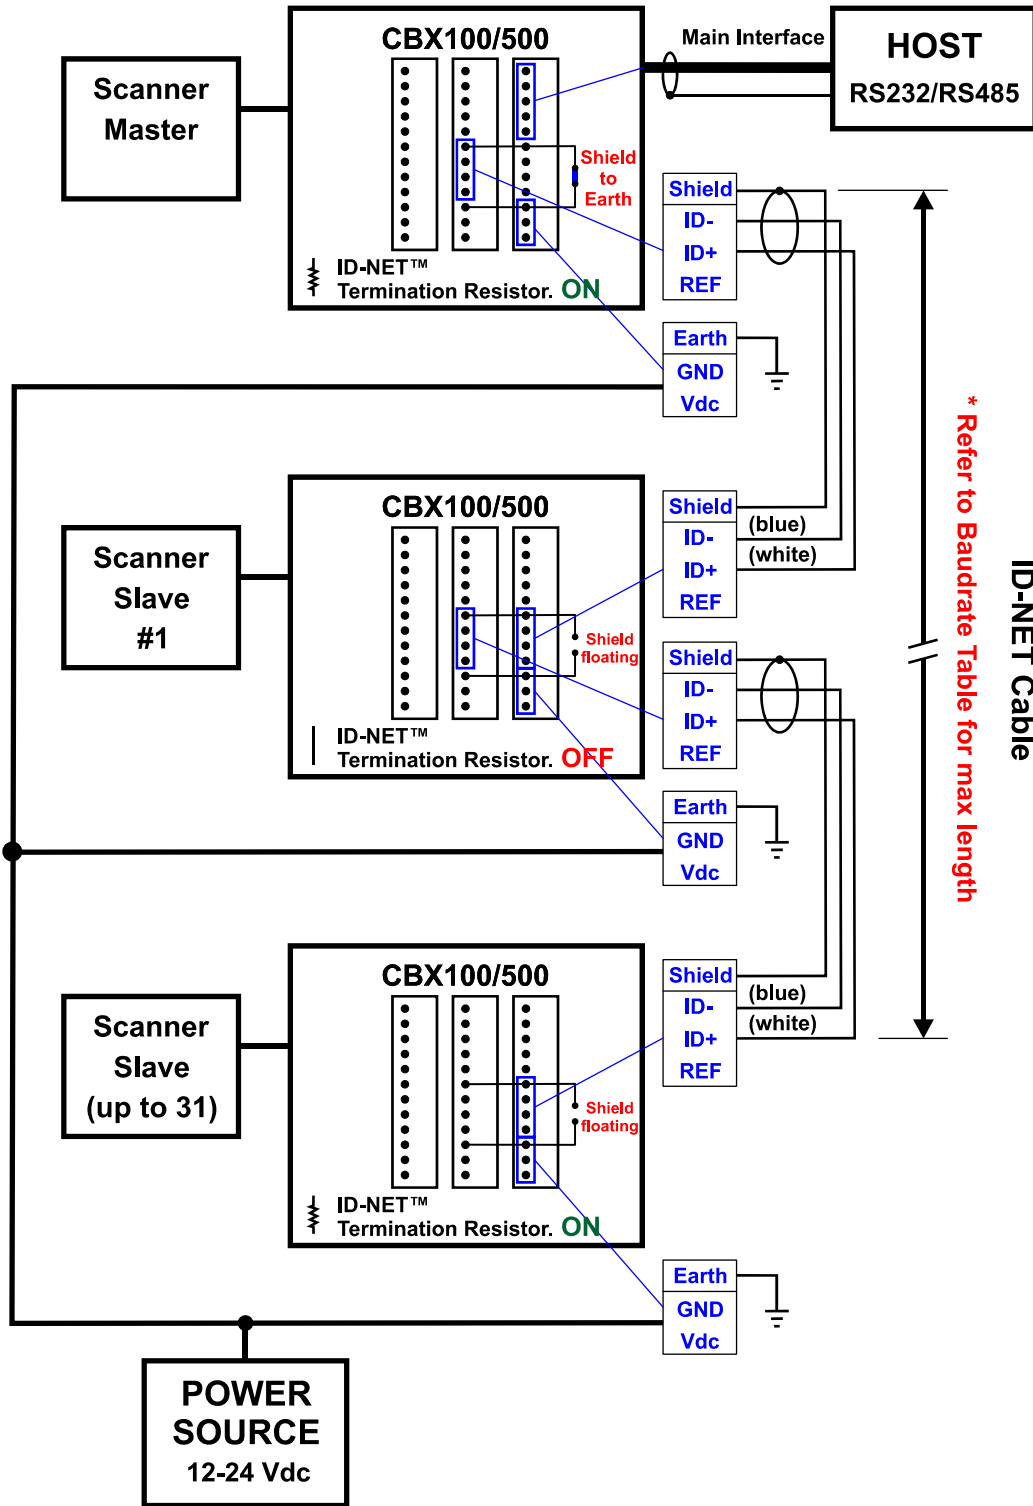 CBX100/500
Main Interface
HOST
RS232/RS485
Scanner
Master
Shield
to
Earth
ID-NET™
Termination Resistor. ON
Shield
ID-
ID+
REF
Earth
GND
Vdc
CBX100/500
Scanner
Slave
#1
Shield
floating
ID-NET™
Termination Resistor. OFF
Shield
ID-
(blue)
ID+
(white)
REF
Shield
ID-
ID+
REF
Earth
GND
Vdc
ID-NET Cable
* Refer to Baudrate Table for max length
CBX100/500
Scanner
Slave
(up to 31)
Shield
floating
ID-NET™
Termination Resistor. ON
Shield
ID-
(blue)
ID+
(white)
REF
Earth
GND
Vdc
POWER
SOURCE
12-24 Vdc